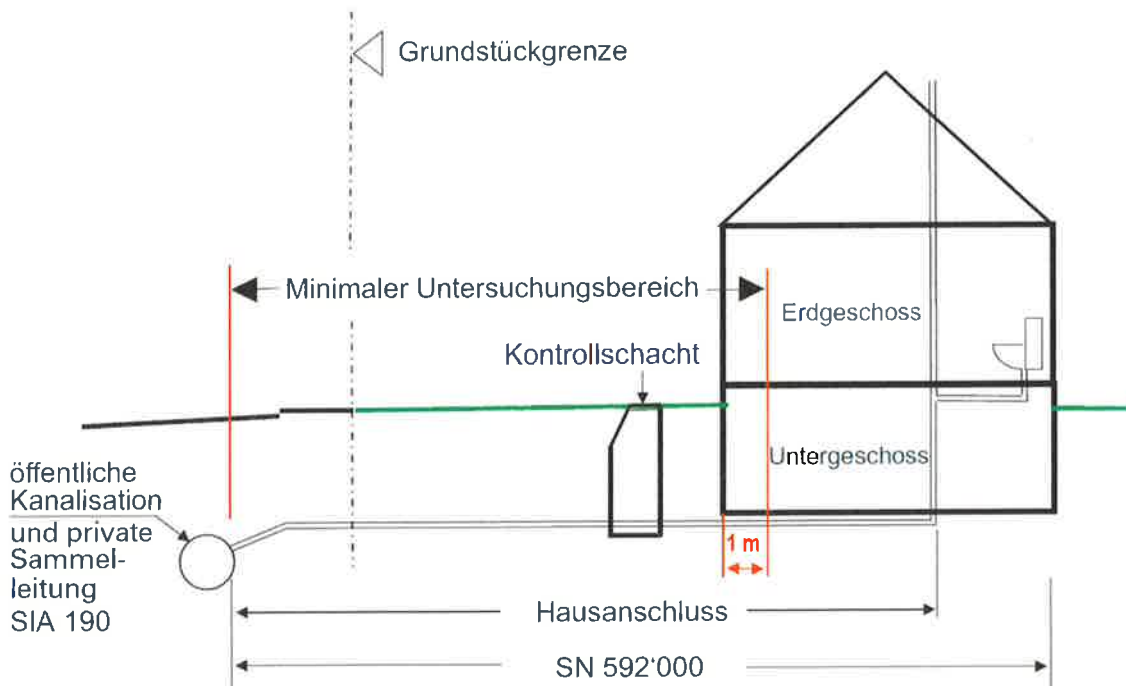 Grundstückgrenze
Minimaler Untersuchungsbereich
Erdgeschoss
Kontrollschacht
Untergeschoss
öffentliche
Kanalisation
und private
Sammel-
leitung
SIA 190
1 m
Hausanschluss
SN 592'000